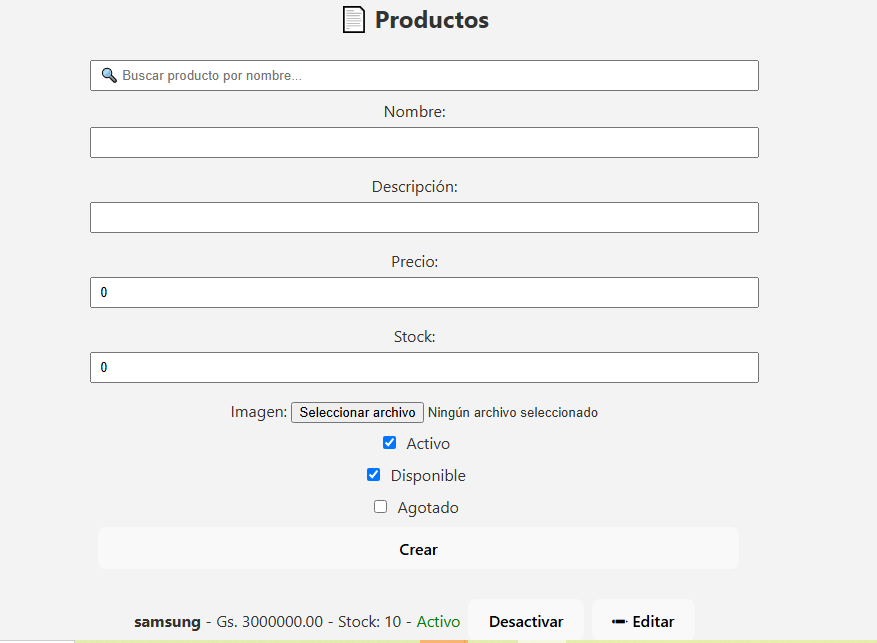 Productos
Buscar producto por nombre...
Nombre:
Descripción:
Precio:
0
Stock:
0
Imagen: Seleccionar archivo Ningún archivo seleccionado
Activo
Disponible
Agotado
Crear
samsung - Gs. 3000000.00 - Stock: 10 - Activo Desactivar Editar